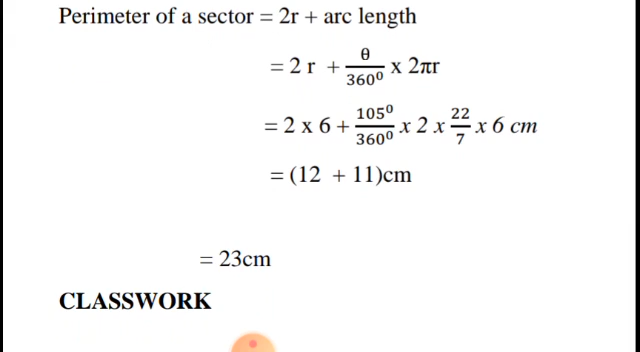 Perimeter of a sector = 2r + arc length
= 2 r + θ/360⁰ x 2πr
= 2 x 6 + 105⁰/360⁰ x 2 x 22/7 x 6 cm
= (12 + 11)cm
= 23cm
CLASSWORK